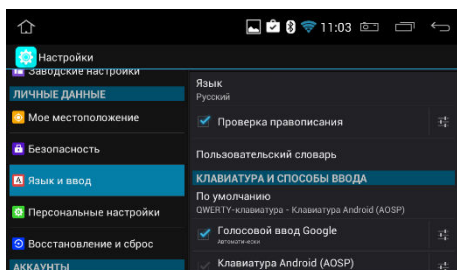 11:03
Настройки
Заводские настройки
ЛИЧНЫЕ ДАННЫЕ
Мое местоположение
Безопасность
Язык и ввод
Персональные настройки
Восстановление и сброс
АККАУНТЫ
Язык
Русский
Проверка правописания
Пользовательский словарь
КЛАВИАТУРА И СПОСОБЫ ВВОДА
По умолчанию
QWERTY-клавиатура - Клавиатура Android (AOSP)
Голосовой ввод Google
Автоматически
Клавиатура Android (AOSP)